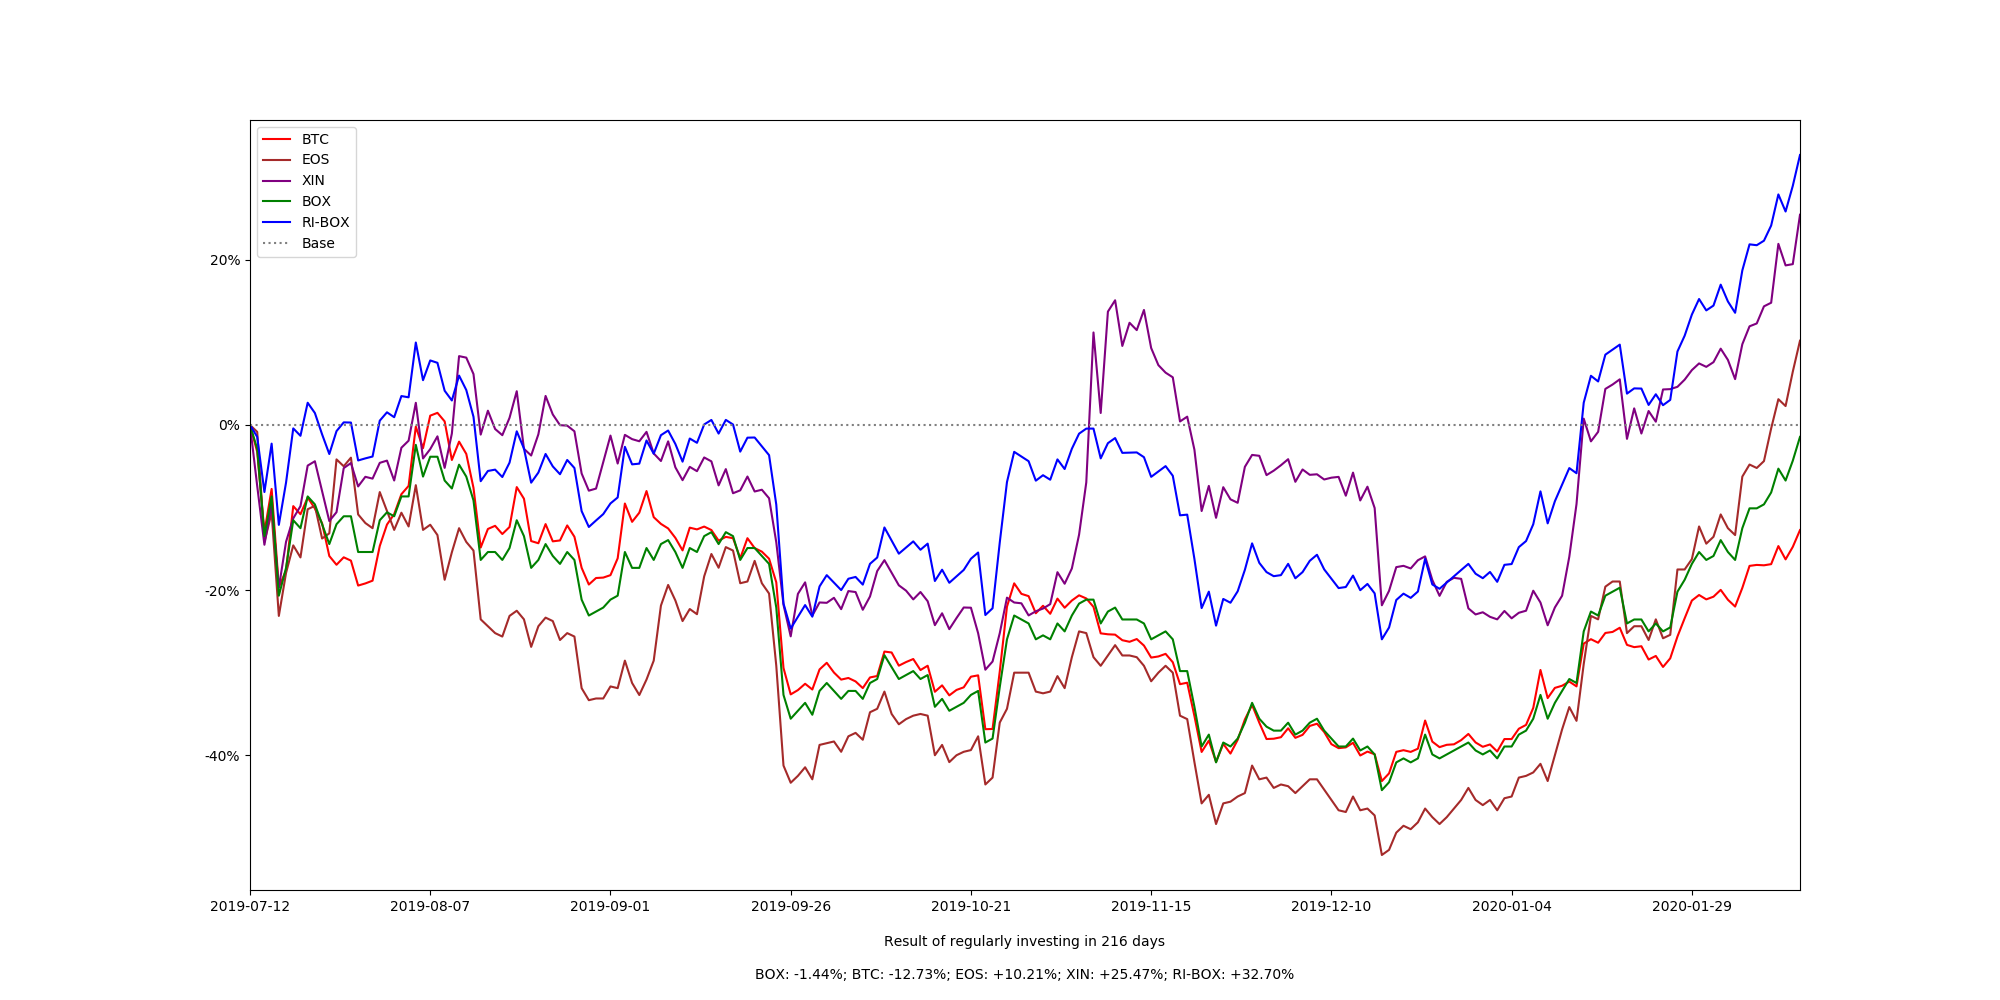 BTC
EOS
XIN
BOX
RI-BOX
Base
20%
0%
-20%
-40%
2019-07-12 2019-08-07 2019-09-01 2019-09-26 2019-10-21 2019-11-15 2019-12-10 2020-01-04 2020-01-29
Result of regularly investing in 216 days
BOX: -1.44%; BTC: -12.73%; EOS: +10.21%; XIN: +25.47%; RI-BOX: +32.70%